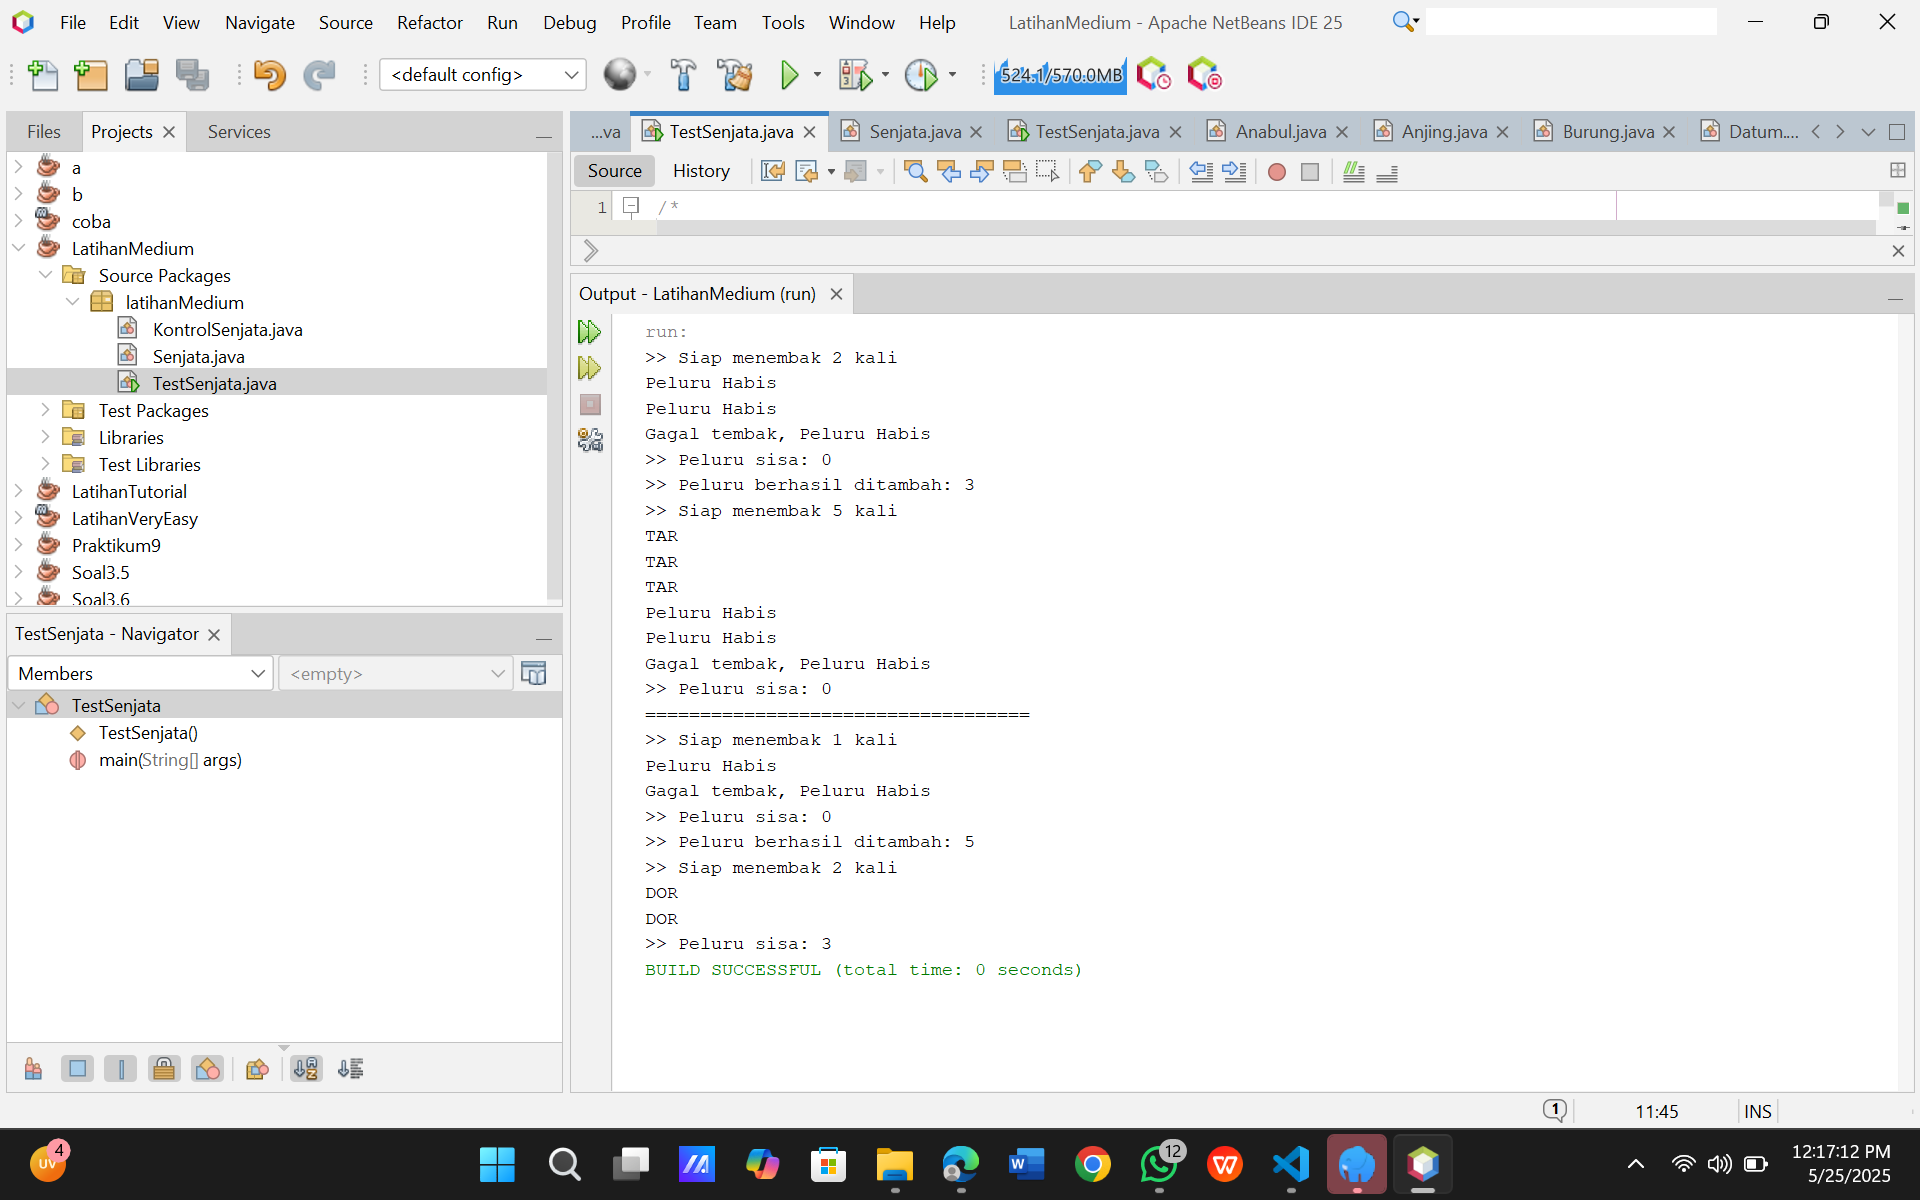 File Edit View Navigate Source Refactor Run Debug Profile Team Tools Window Help
LatihanMedium - Apache NetBeans IDE 25
<default config>
524.1/570.0MB
Files Projects Services
a
b
coba
LatihanMedium
Source Packages
latihanMedium
KontrolSenjata.java
Senjata.java
TestSenjata.java
Test Packages
Libraries
Test Libraries
LatihanTutorial
LatihanVeryEasy
Praktikum9
Soal3.5
Soal3.6
TestSenjata - Navigator
Members <empty>
TestSenjata
TestSenjata()
main(String[] args)
...va TestSenjata.java Senjata.java TestSenjata.java Anabul.java Anjing.java Burung.java Datum....
Source History
1 /*
Output - LatihanMedium (run)
run:
>> Siap menembak 2 kali
Peluru Habis
Peluru Habis
Gagal tembak, Peluru Habis
>> Peluru sisa: 0
>> Peluru berhasil ditambah: 3
>> Siap menembak 5 kali
TAR
TAR
TAR
Peluru Habis
Peluru Habis
Gagal tembak, Peluru Habis
>> Peluru sisa: 0
===================================
>> Siap menembak 1 kali
Peluru Habis
Gagal tembak, Peluru Habis
>> Peluru sisa: 0
>> Peluru berhasil ditambah: 5
>> Siap menembak 2 kali
DOR
DOR
>> Peluru sisa: 3
BUILD SUCCESSFUL (total time: 0 seconds)
1 11:45 INS
UV 4
12
12:17:12 PM
5/25/2025